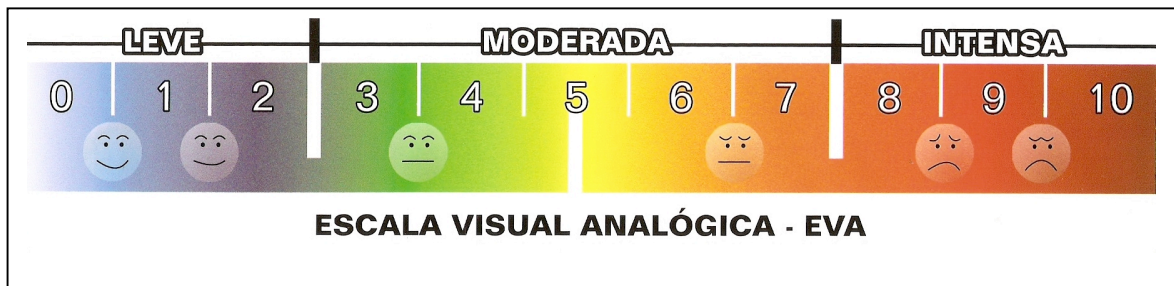 LEVE MODERADA INTENSA
0 1 2 3 4 5 6 7 8 9 10
ESCALA VISUAL ANALÓGICA - EVA